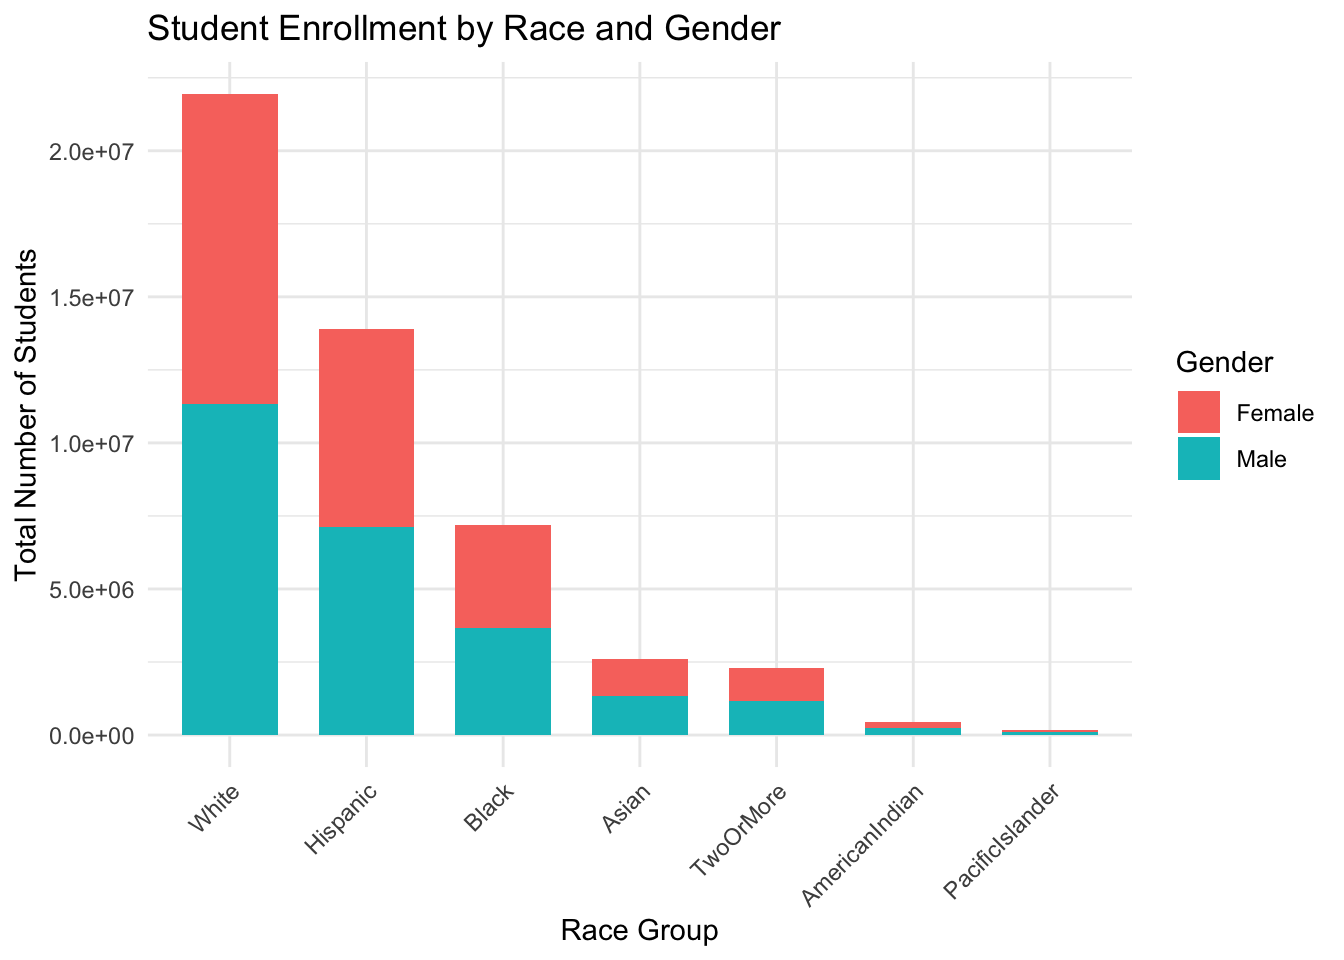 Student Enrollment by Race and Gender
Total Number of Students
2.0e+07
1.5e+07
1.0e+07
5.0e+06
0.0e+00
White
Hispanic
Black
Asian
TwoOrMore
AmericanIndian
PacificIslander
Race Group
Gender
Female
Male